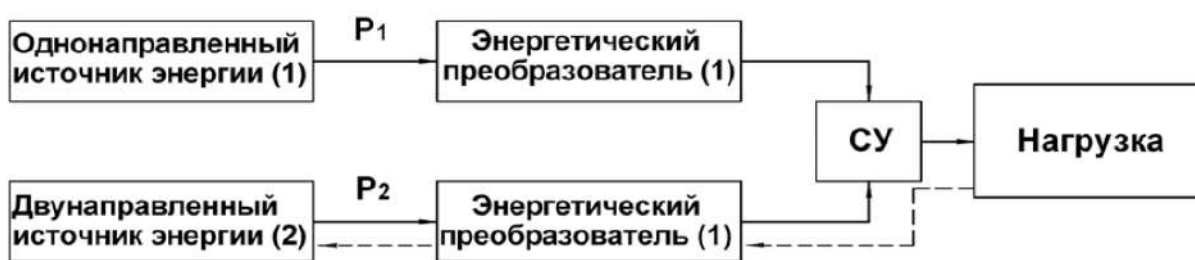 Однонаправленный
источник энергии (1)
P1
Энергетический
преобразователь (1)
СУ
Нагрузка
Двунаправленный
источник энергии (2)
P2
Энергетический
преобразователь (1)